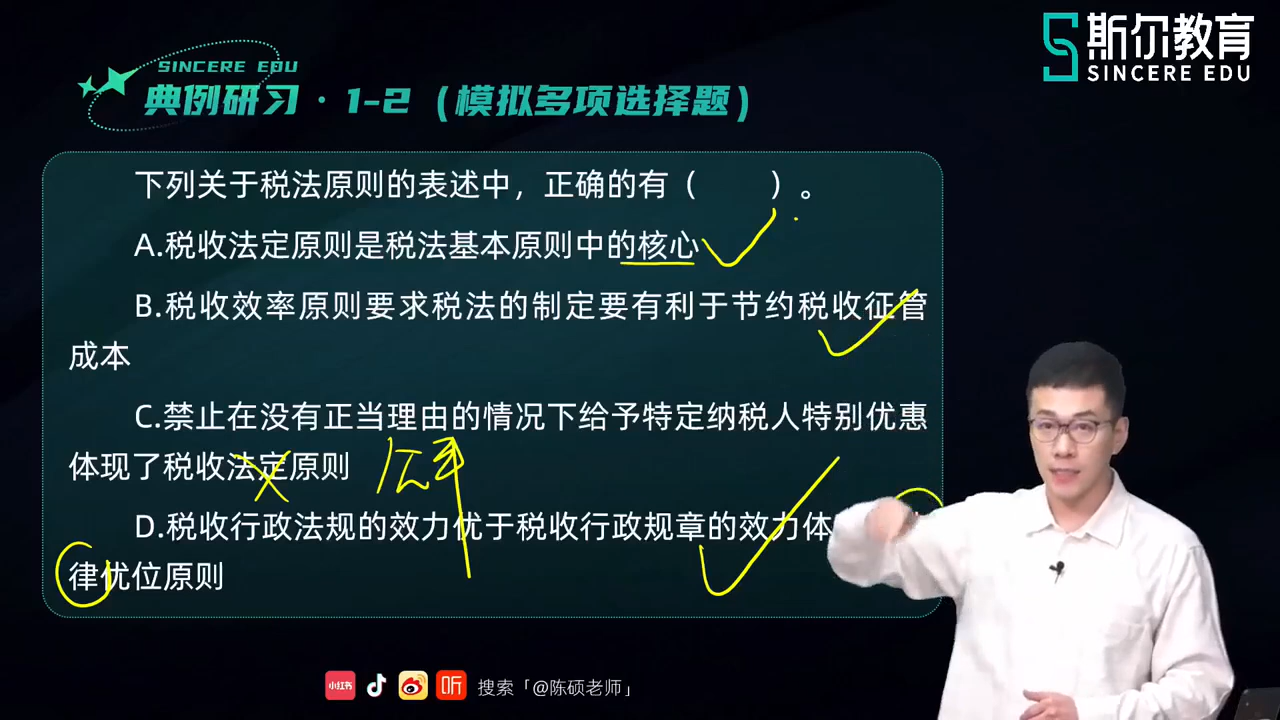 斯尔教育
SINCERE EDU
SINCERE EDU
典例研习·1-2（模拟多项选择题）
下列关于税法原则的表述中，正确的有（ ）。
A.税收法定原则是税法基本原则中的核心
B.税收效率原则要求税法的制定要有利于节约税收征管
成本
C.禁止在没有正当理由的情况下给予特定纳税人特别优惠
体现了税收法定原则
D.税收行政法规的效力优于税收行政规章的效力体
律优位原则
小红书
听
搜索「@陈硕老师」